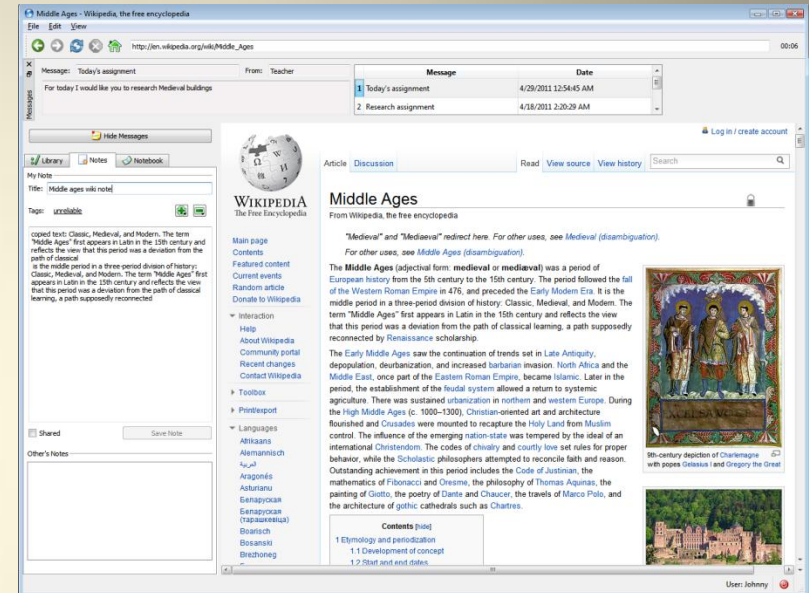 Middle Ages - Wikipedia, the free encyclopedia
File Edit View
http://en.wikipedia.org/wiki/Middle_Ages
00:06
Messages
Message: Today's assignment From: Teacher
For today I would like you to research Medieval buildings
Message Date
1 Today's assignment 4/29/2011 12:54:45 AM
2 Research assignment 4/18/2011 2:20:29 AM
Hide Messages
Library Notes Notebook
My Note
Title: Middle ages wiki note
Tags: unreliable
copied text: Classic, Medieval, and Modern. The term
"Middle Ages" first appears in Latin in the 15th century and
reflects the view that this period was a deviation from the
path of classical
is the middle period in a three-period division of history:
Classic, Medieval, and Modern. The term "Middle Ages" first
appears in Latin in the 15th century and reflects the view
that this period was a deviation from the path of classical
learning, a path supposedly reconnected
Shared Save Note
Other's Notes
WIKIPEDIA
The Free Encyclopedia
Main page
Contents
Featured content
Current events
Random article
Donate to Wikipedia
Interaction
Help
About Wikipedia
Community portal
Recent changes
Contact Wikipedia
Toolbox
Print/export
Languages
Afrikaans
Alemannisch
العربية
Aragonés
Asturianu
Беларуская
Беларуская
(тарашкевіца)
Boarisch
Bosanski
Brezhoneg
Log in / create account
Article Discussion Read View source View history Search
Middle Ages
From Wikipedia, the free encyclopedia
"Medieval" and "Mediaeval" redirect here. For other uses, see Medieval (disambiguation).
For other uses, see Middle Ages (disambiguation).
The Middle Ages (adjectival form: medieval or mediæval) was a period of
European history from the 5th century to the 15th century. The period followed the fall
of the Western Roman Empire in 476, and preceded the Early Modern Era. It is the
middle period in a three-period division of history: Classic, Medieval, and Modern. The
term "Middle Ages" first appears in Latin in the 15th century and reflects the view
that this period was a deviation from the path of classical learning, a path supposedly
reconnected by Renaissance scholarship.
The Early Middle Ages saw the continuation of trends set in Late Antiquity,
depopulation, deurbanization, and increased barbarian invasion. North Africa and the
Middle East, once part of the Eastern Roman Empire, became Islamic. Later in the
period, the establishment of the feudal system allowed a return to systemic
agriculture. There was sustained urbanization in northern and western Europe. During
the High Middle Ages (c. 1000–1300), Christian-oriented art and architecture
flourished and Crusades were mounted to recapture the Holy Land from Muslim
control. The influence of the emerging nation-state was tempered by the ideal of an
international Christendom. The codes of chivalry and courtly love set rules for proper
behavior, while the Scholastic philosophers attempted to reconcile faith and reason.
Outstanding achievement in this period includes the Code of Justinian, the
mathematics of Fibonacci and Oresme, the philosophy of Thomas Aquinas, the
painting of Giotto, the poetry of Dante and Chaucer, the travels of Marco Polo, and
the architecture of gothic cathedrals such as Chartres.
9th-century depiction of Charlemagne
with popes Gelasius I and Gregory the Great
Contents [hide]
1 Etymology and periodization
1.1 Development of concept
1.2 Start and end dates
User: Johnny